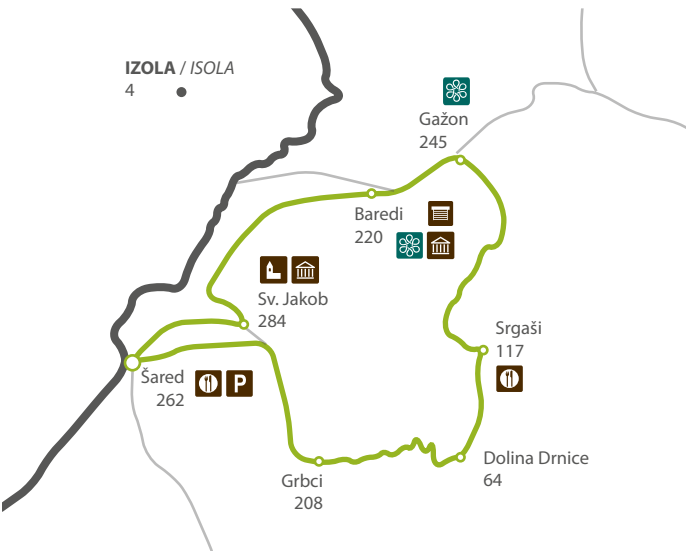 IZOLA / ISOLA
4
Gažon
245
Baredi
220
Sv. Jakob
284
Srgaši
117
Šared
262
P
Dolina Drnice
64
Grbci
208